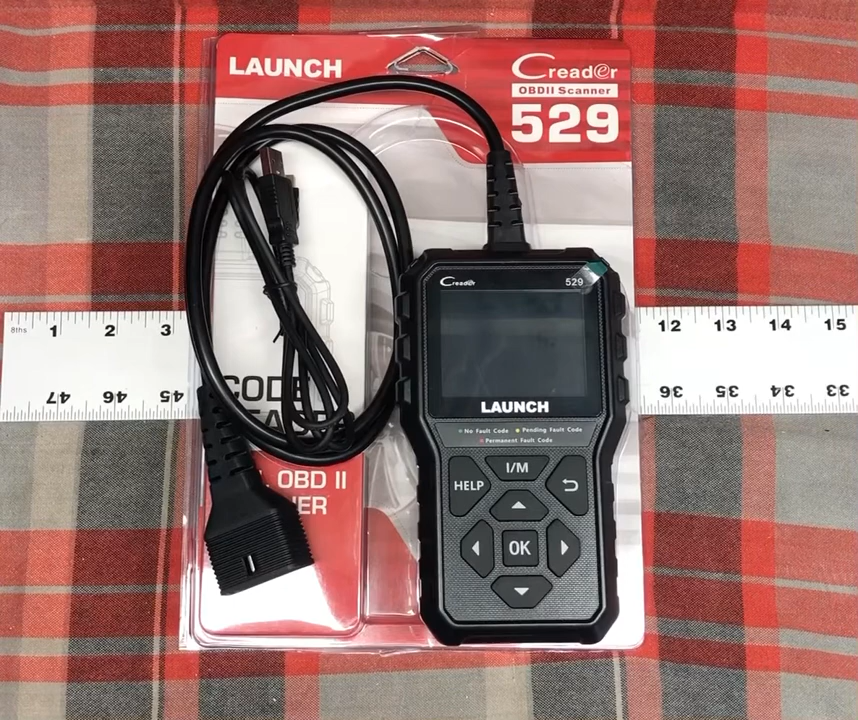 LAUNCH
Creader
OBDII Scanner
529
Creader 529
8ths 1 2 3
12 13 14 15
47 46 45
36 35 34 33
CODE
LAUNCH
No Fault Code Pending Fault Code
Permanent Fault Code
I/M
HELP
OBD II
OK